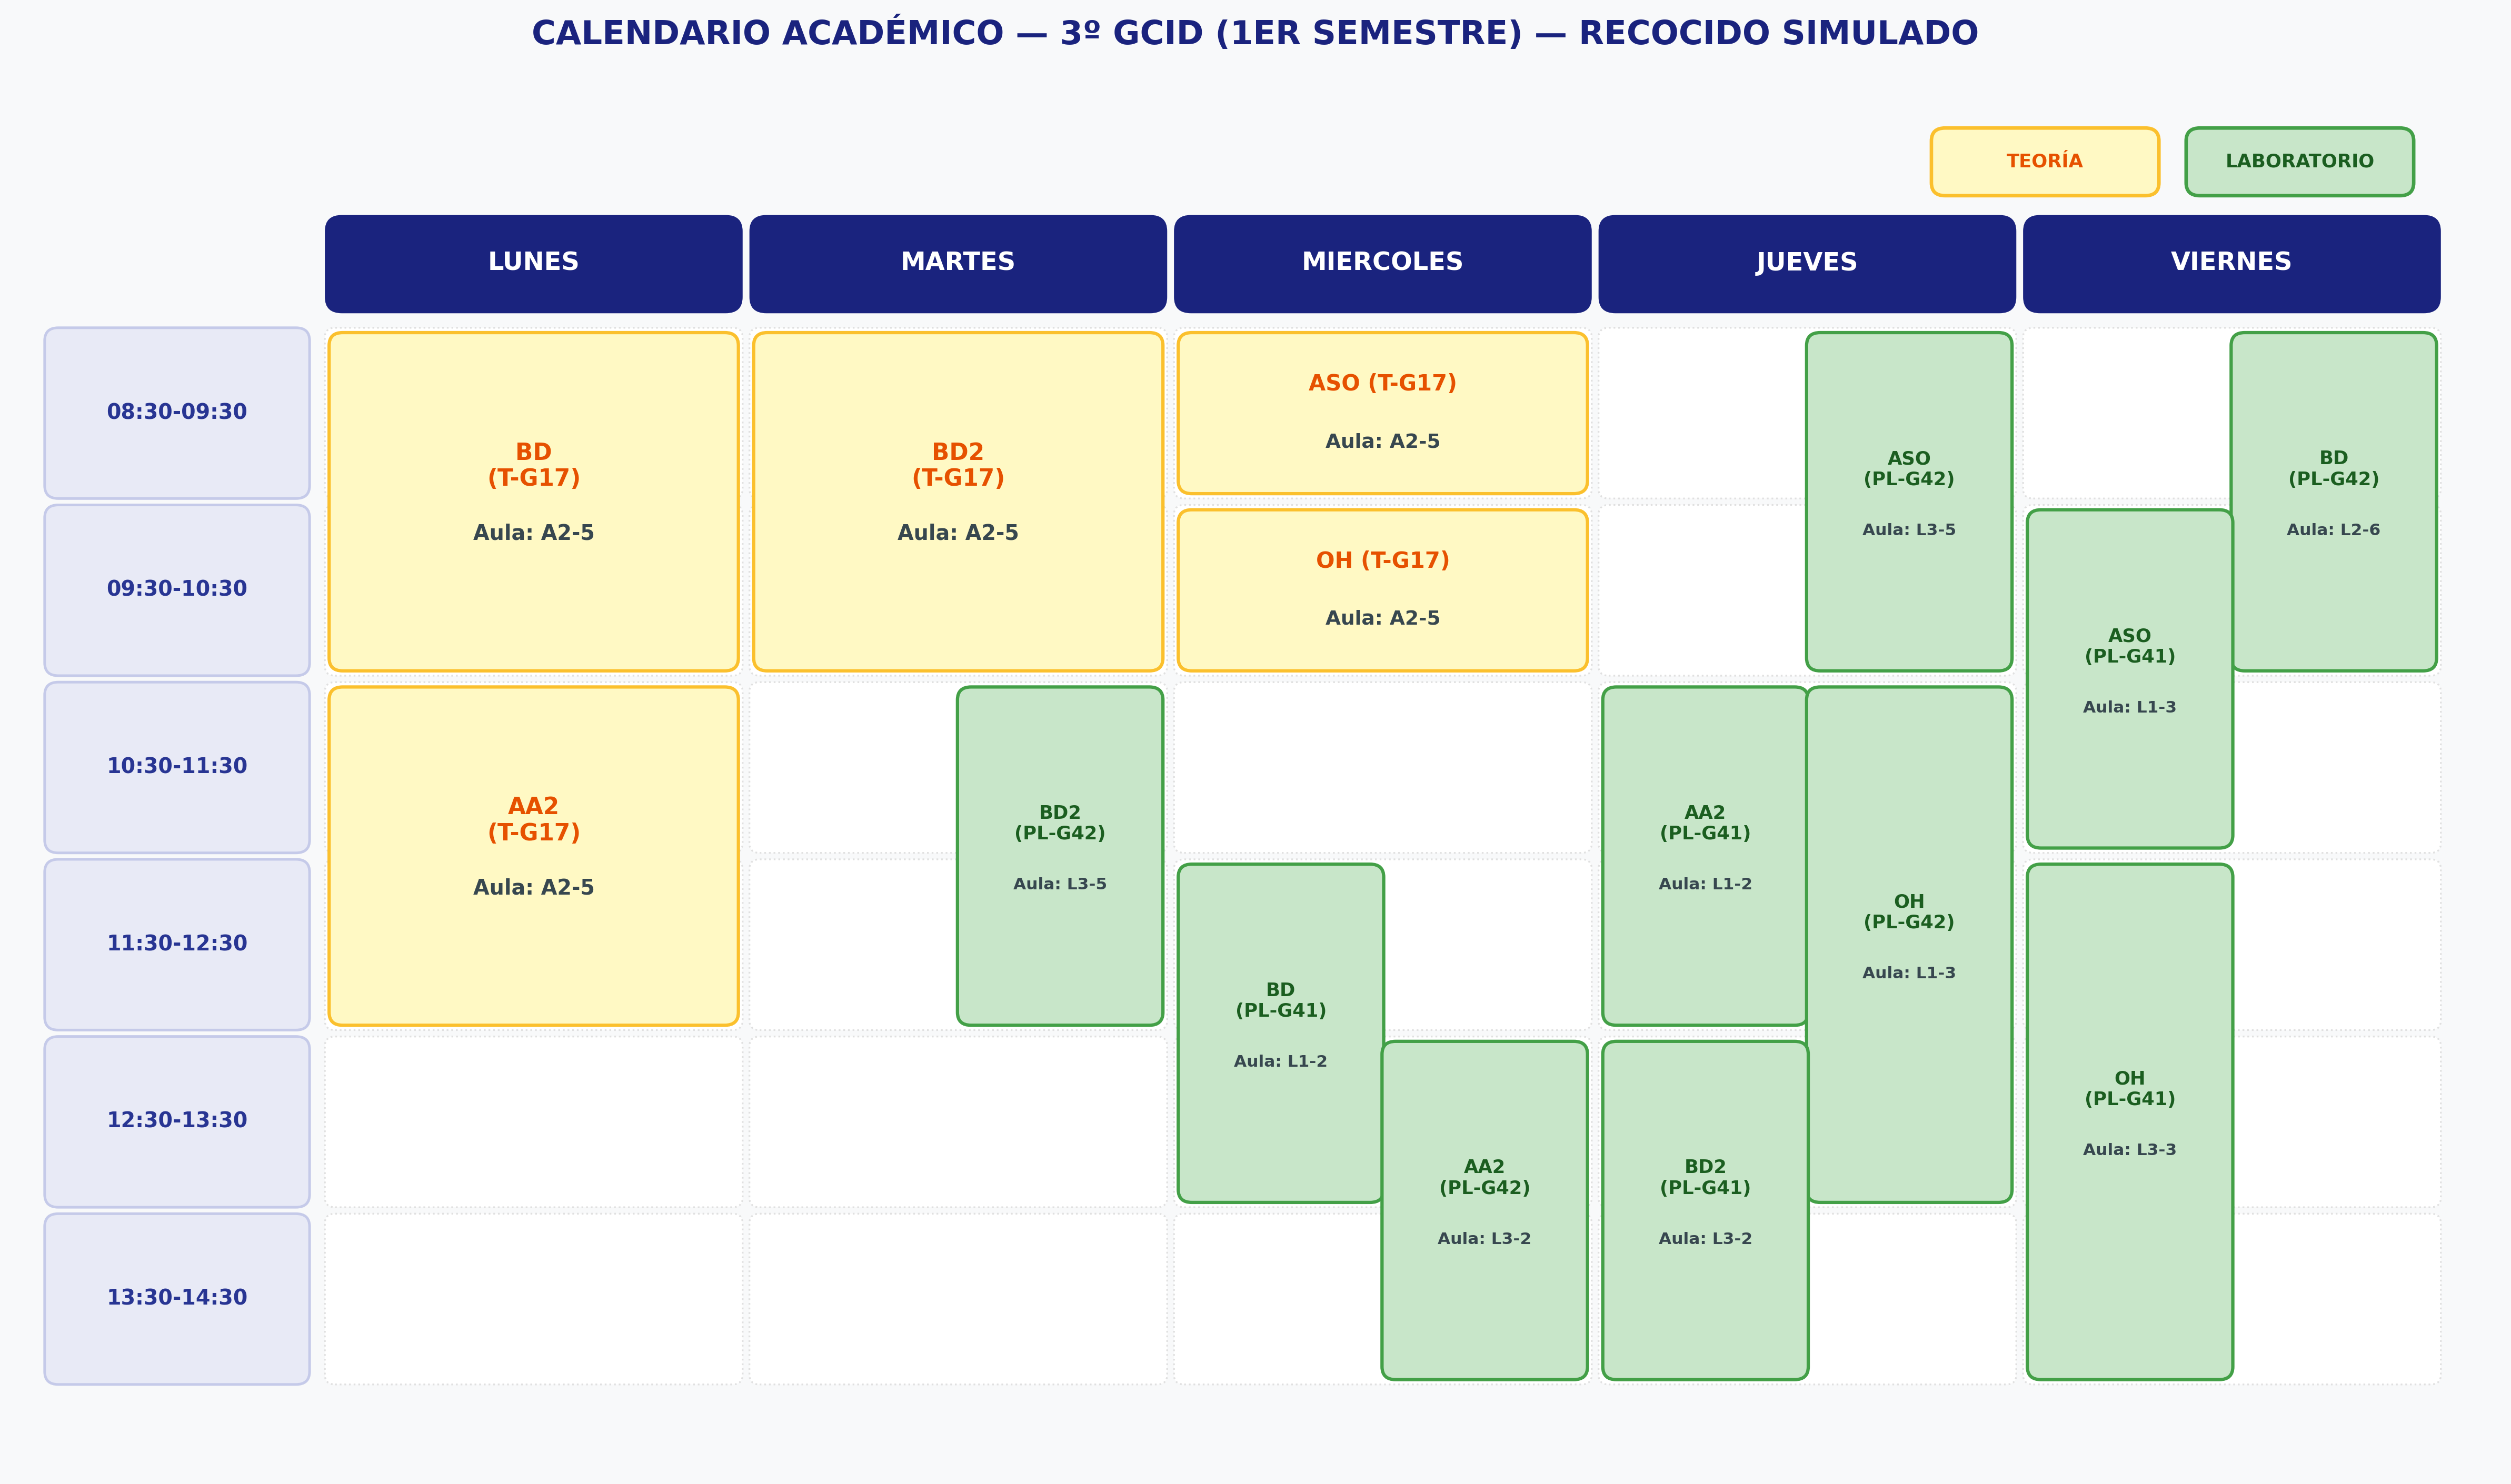 CALENDARIO ACADÉMICO — 3º GCID (1ER SEMESTRE) — RECOCIDO SIMULADO
TEORÍA
LABORATORIO
LUNES
MARTES
MIERCOLES
JUEVES
VIERNES
08:30-09:30
09:30-10:30
10:30-11:30
11:30-12:30
12:30-13:30
13:30-14:30
BD
(T-G17)
Aula: A2-5
AA2
(T-G17)
Aula: A2-5
BD2
(T-G17)
Aula: A2-5
BD2
(PL-G42)
Aula: L3-5
ASO (T-G17)
Aula: A2-5
OH (T-G17)
Aula: A2-5
BD
(PL-G41)
Aula: L1-2
AA2
(PL-G42)
Aula: L3-2
ASO
(PL-G42)
Aula: L3-5
AA2
(PL-G41)
Aula: L1-2
OH
(PL-G42)
Aula: L1-3
BD2
(PL-G41)
Aula: L3-2
BD
(PL-G42)
Aula: L2-6
ASO
(PL-G41)
Aula: L1-3
OH
(PL-G41)
Aula: L3-3